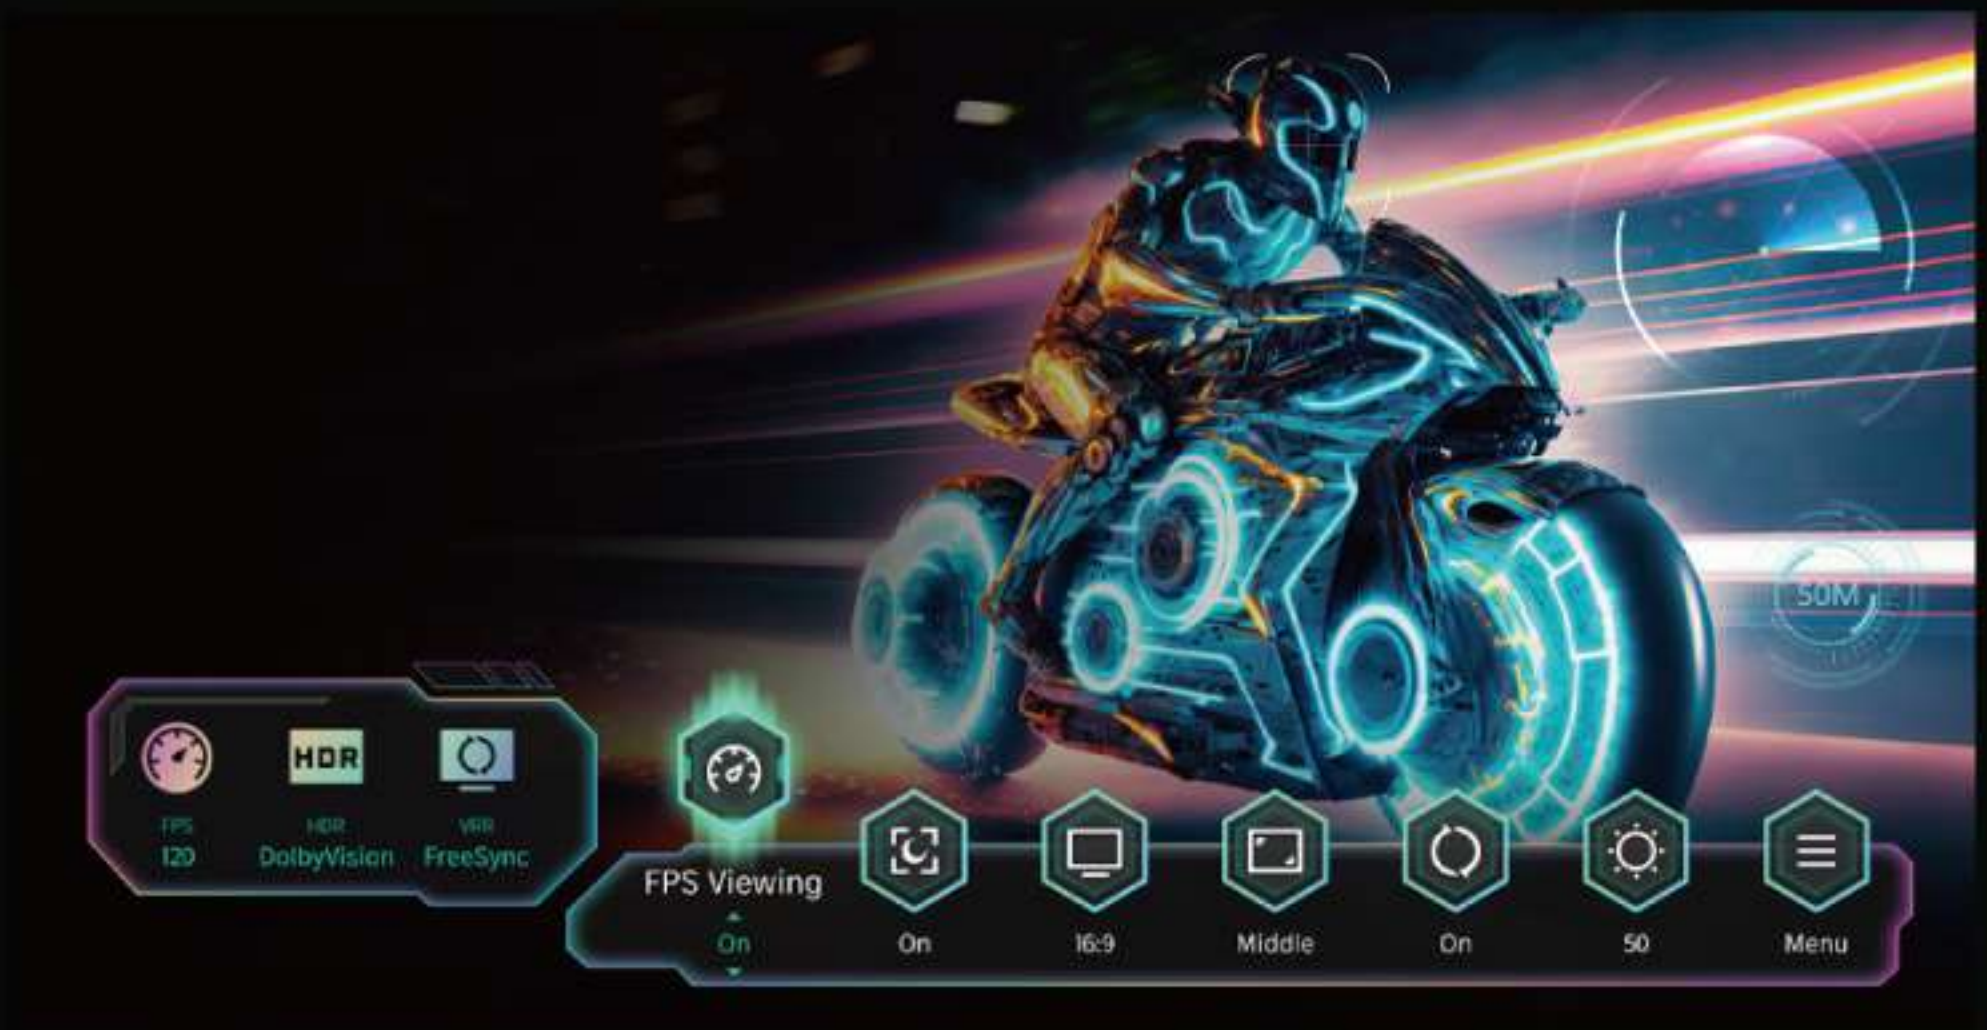 50M
HDR
FPS
HDR
VRR
120
DolbyVision
FreeSync
FPS Viewing
On
On
16:9
Middle
On
50
Menu